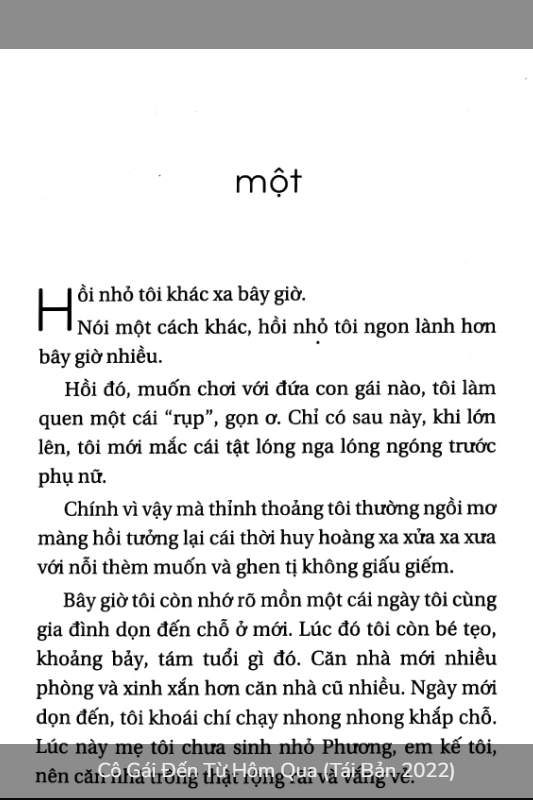 một
Hồi nhỏ tôi khác xa bây giờ.
Nói một cách khác, hồi nhỏ tôi ngon lành hơn
bây giờ nhiều.
Hồi đó, muốn chơi với đứa con gái nào, tôi làm
quen một cái “rụp”, gọn ơ. Chỉ có sau này, khi lớn
lên, tôi mới mắc cái tật lóng nga lóng ngóng trước
phụ nữ.
Chính vì vậy mà thỉnh thoảng tôi thường ngồi mơ
màng hồi tưởng lại cái thời huy hoàng xa xửa xa xưa
với nỗi thèm muốn và ghen tị không giấu giếm.
Bây giờ tôi còn nhớ rõ mồn một cái ngày tôi cùng
gia đình dọn đến chỗ ở mới. Lúc đó tôi còn bé tẹo,
khoảng bảy, tám tuổi gì đó. Căn nhà mới nhiều
phòng và xinh xắn hơn căn nhà cũ nhiều. Ngày mới
dọn đến, tôi khoái chí chạy nhong nhong khắp chỗ.
Lúc này mẹ tôi chưa sinh nhỏ Phương, em kế tôi,
nên căn nhà trông thật rộng rãi và vắng vẻ.
Cô Gái Đến Từ Hôm Qua (Tái Bản 2022)